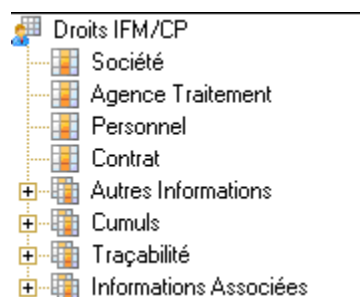 Droits IFM/CP
Société
Agence Traitement
Personnel
Contrat
Autres Informations
Cumuls
Traçabilité
Informations Associées